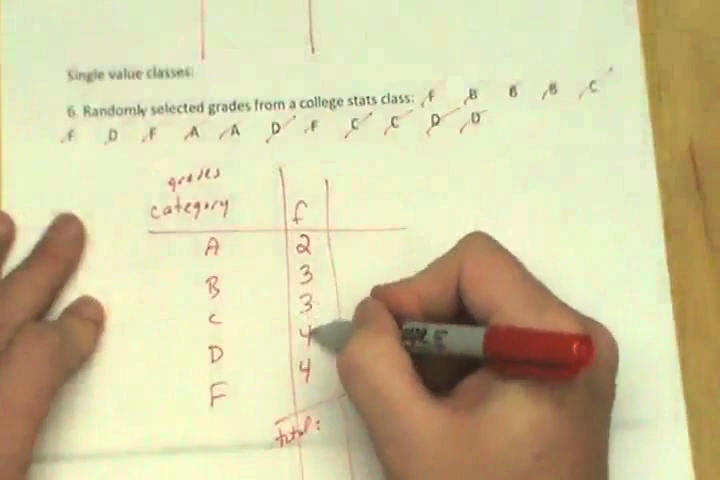 Single value classes:
6. Randomly selected grades from a college stats class: F B B B C
F D F A A D F C C D D
grades
category f
A 2
B 3
C 3
D 4
F 4
total: